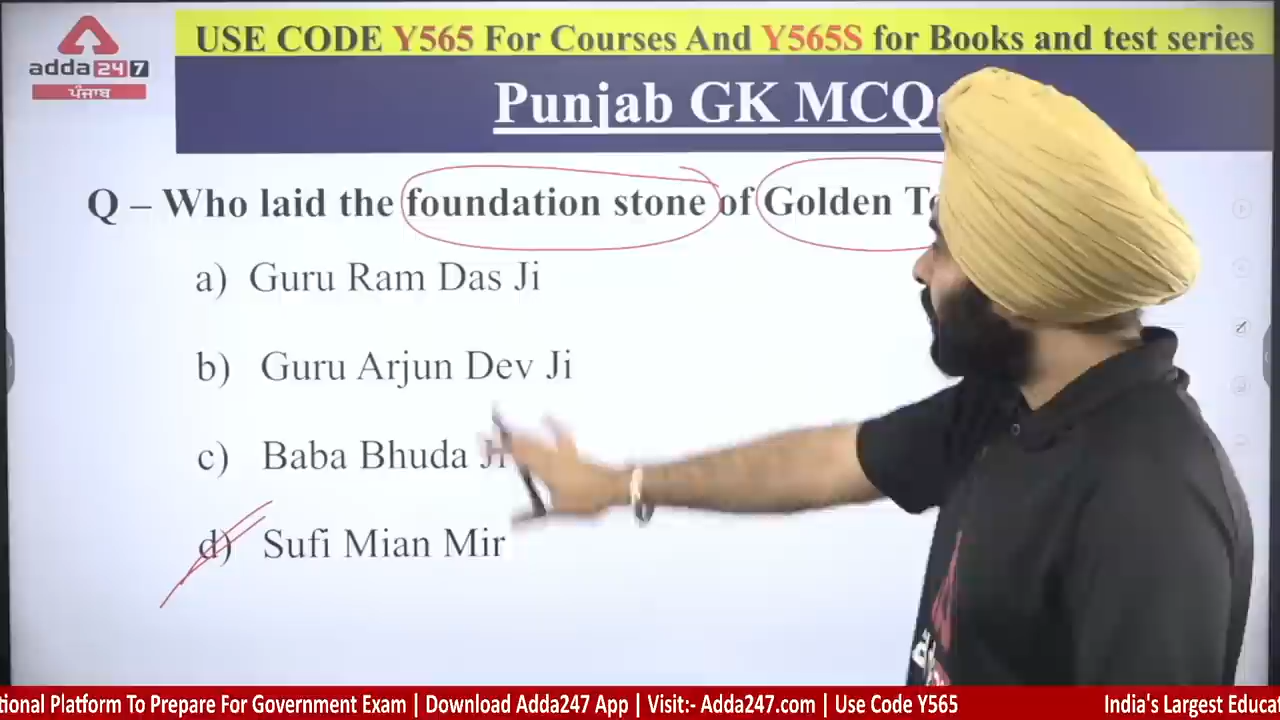 USE CODE Y565 For Courses And Y565S for Books and test series
adda 247
ਪੰਜਾਬ
Punjab GK MCQ
Q – Who laid the foundation stone of Golden
a) Guru Ram Das Ji
b) Guru Arjun Dev Ji
c) Baba Bhuda Ji
d) Sufi Mian Mir
tional Platform To Prepare For Government Exam | Download Adda247 App | Visit:- Adda247.com | Use Code Y565
India's Largest Educat